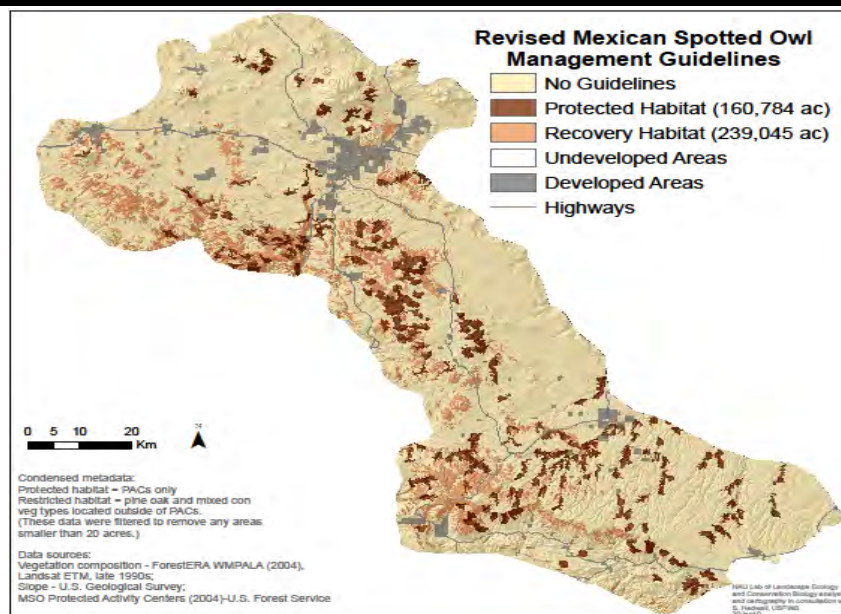 Revised Mexican Spotted Owl
Management Guidelines
No Guidelines
Protected Habitat (160,784 ac)
Recovery Habitat (239,045 ac)
Undeveloped Areas
Developed Areas
Highways
0 5 10 20
Km
Condensed metadata:
Protected habitat = PACs only
Restricted habitat = pine oak and mixed con
veg types located outside of PACs.
(These data were filtered to remove any areas
smaller than 20 acres.)
Data sources:
Vegetation composition - ForestERA WMPALA (2004),
Landsat ETM, late 1990s;
Slope - U.S. Geological Survey;
MSO Protected Activity Centers (2004)-U.S. Forest Service
NAU Lab of Landscape Ecology
and Conservation Biology
and cartography in consultation
S. Hedwall,